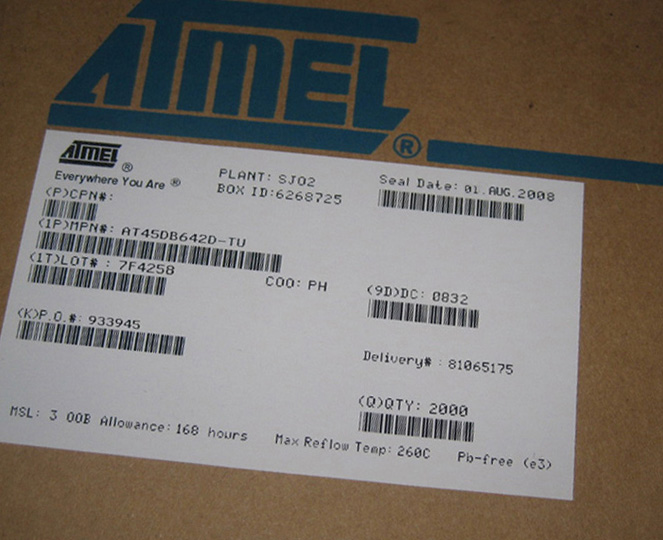 ATMEL ®
ATMEL ®
Everywhere You Are ®
PLANT: SJO2
BOX ID:6268725
Seal Date: 01.AUG.2008
(P)CPN#:
(1P)MPN#: AT45DB642D-TU
(1T)LOT# : 7F4258
COO: PH
(9D)DC: 0832
(K)P.O.#: 933945
Delivery# : 81065175
(Q)QTY: 2000
MSL: 3 OOB Allowance: 168 hours Max Reflow Temp: 260C Pb-free (e3)